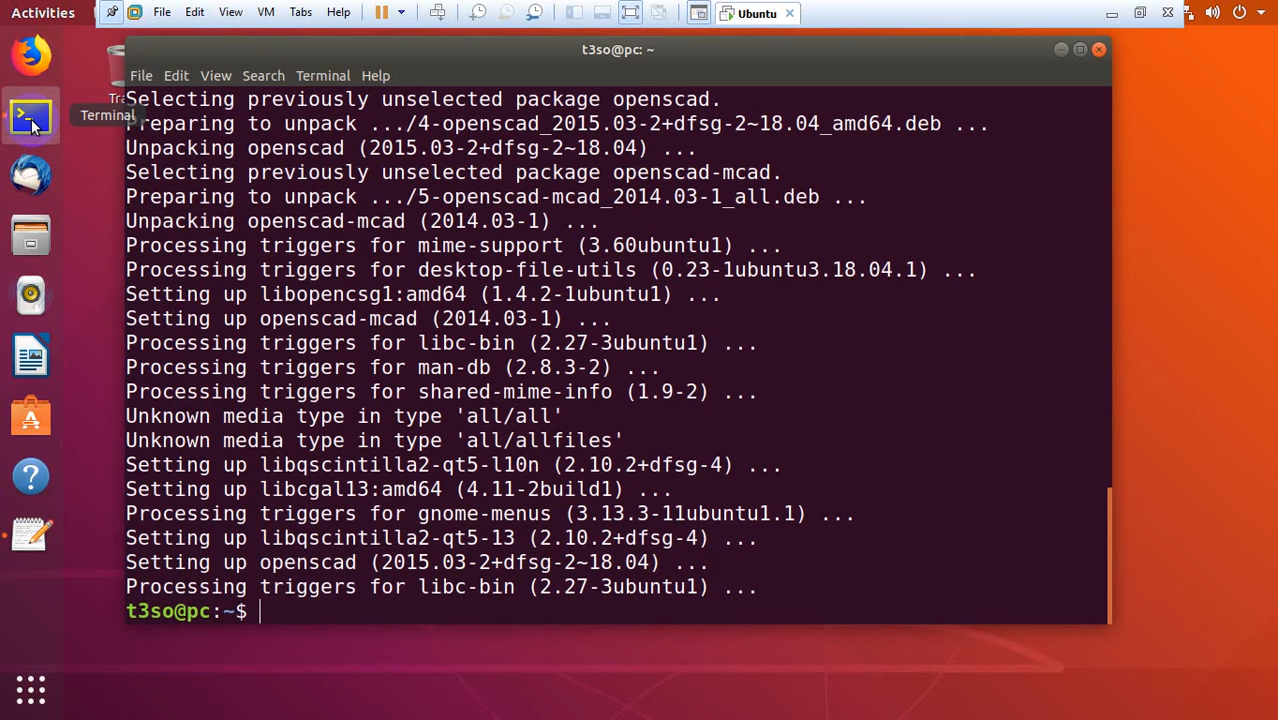 Activities
File Edit View VM Tabs Help
Ubuntu
t3so@pc: ~
File Edit View Search Terminal Help
Terminal
Selecting previously unselected package openscad.
Preparing to unpack .../4-openscad_2015.03-2+dfsg-2~18.04_amd64.deb ...
Unpacking openscad (2015.03-2+dfsg-2~18.04) ...
Selecting previously unselected package openscad-mcad.
Preparing to unpack .../5-openscad-mcad_2014.03-1_all.deb ...
Unpacking openscad-mcad (2014.03-1) ...
Processing triggers for mime-support (3.60ubuntu1) ...
Processing triggers for desktop-file-utils (0.23-1ubuntu3.18.04.1) ...
Setting up libopencsg1:amd64 (1.4.2-1ubuntu1) ...
Setting up openscad-mcad (2014.03-1) ...
Processing triggers for libc-bin (2.27-3ubuntu1) ...
Processing triggers for man-db (2.8.3-2) ...
Processing triggers for shared-mime-info (1.9-2) ...
Unknown media type in type 'all/all'
Unknown media type in type 'all/allfiles'
Setting up libqscintilla2-qt5-l10n (2.10.2+dfsg-4) ...
Setting up libcgal13:amd64 (4.11-2build1) ...
Processing triggers for gnome-menus (3.13.3-11ubuntu1.1) ...
Setting up libqscintilla2-qt5-13 (2.10.2+dfsg-4) ...
Setting up openscad (2015.03-2+dfsg-2~18.04) ...
Processing triggers for libc-bin (2.27-3ubuntu1) ...
t3so@pc:~$